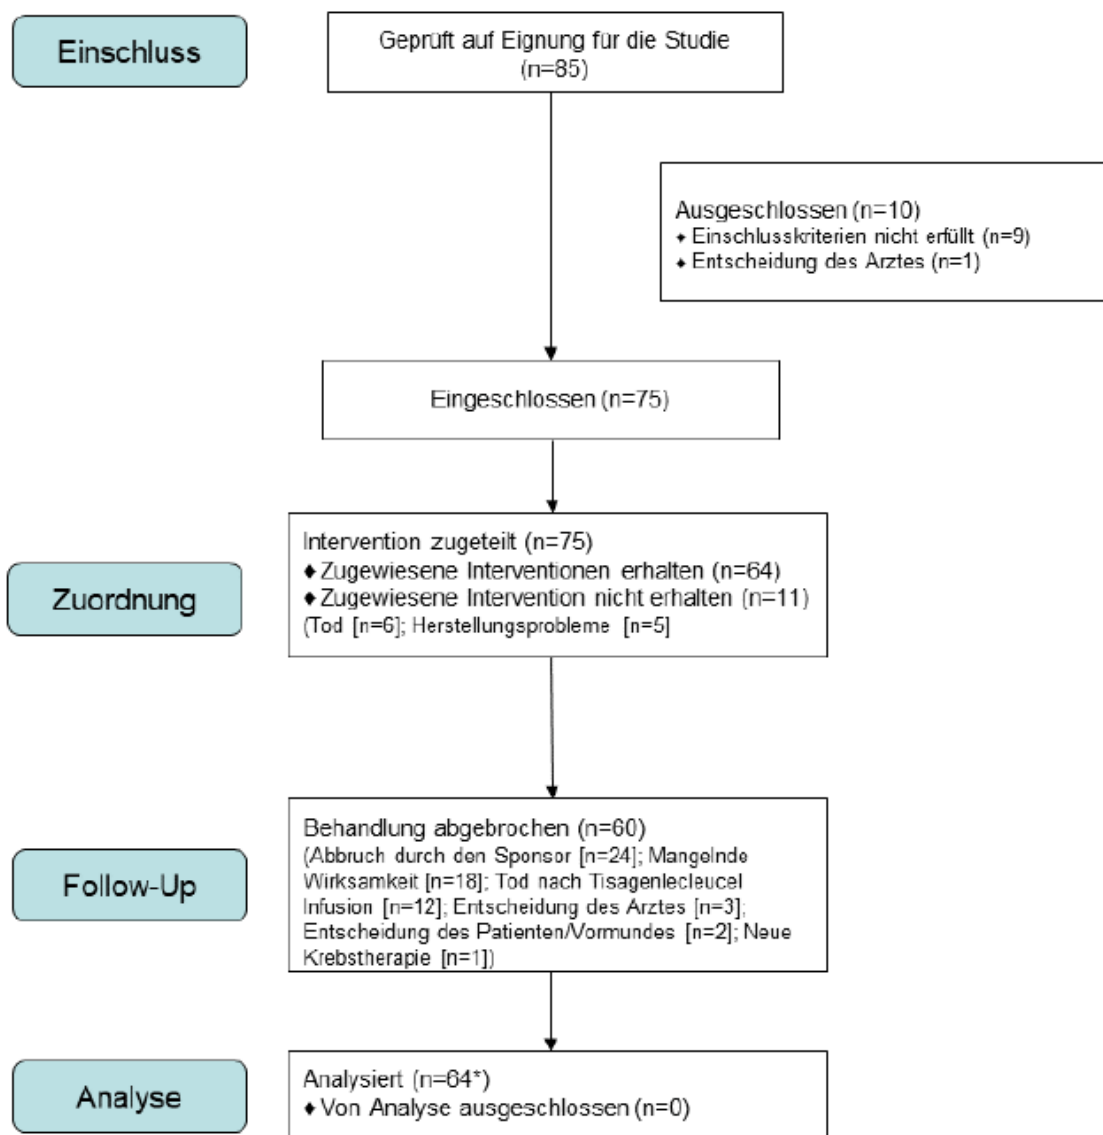 Einschluss
Geprüft auf Eignung für die Studie
(n=85)
Ausgeschlossen (n=10)
♦ Einschlusskriterien nicht erfüllt (n=9)
♦ Entscheidung des Arztes (n=1)
Eingeschlossen (n=75)
Zuordnung
Intervention zugeteilt (n=75)
♦ Zugewiesene Interventionen erhalten (n=64)
♦ Zugewiesene Intervention nicht erhalten (n=11)
(Tod [n=6]; Herstellungsprobleme [n=5]
Follow-Up
Behandlung abgebrochen (n=60)
(Abbruch durch den Sponsor [n=24]; Mangelnde
Wirksamkeit [n=18]; Tod nach Tisagenlecleucel
Infusion [n=12]; Entscheidung des Arztes [n=3];
Entscheidung des Patienten/Vormundes [n=2]; Neue
Krebstherapie [n=1])
Analyse
Analysiert (n=64*)
♦ Von Analyse ausgeschlossen (n=0)